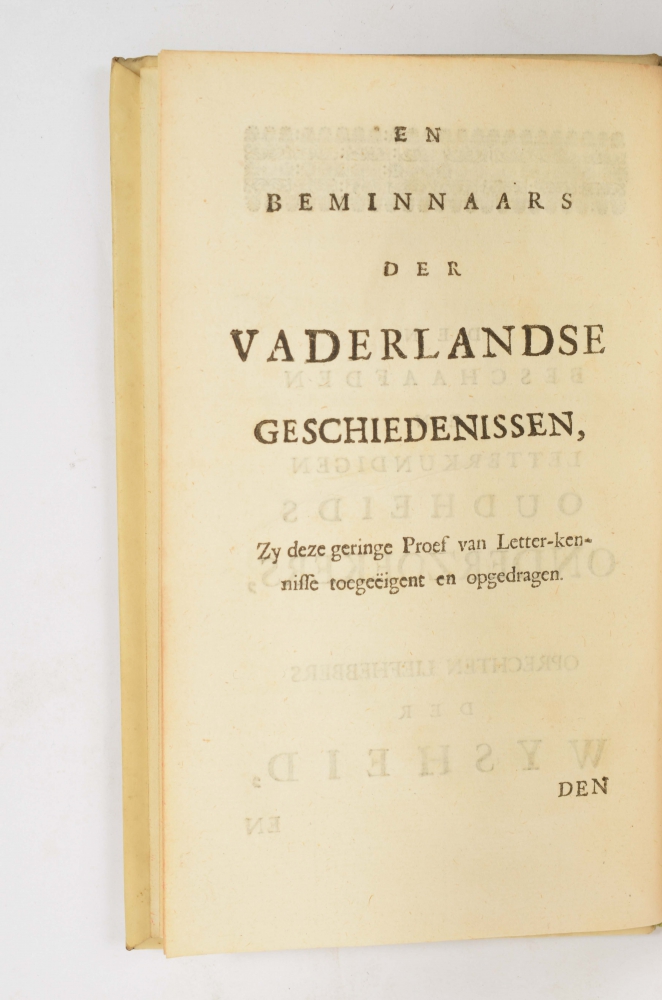 EN
BEMINNAARS
DER
VADERLANDSE
GESCHIEDENISSEN,
Zy deze geringe Proef van Letter-ken-
nisse toegeëigent en opgedragen.
DEN